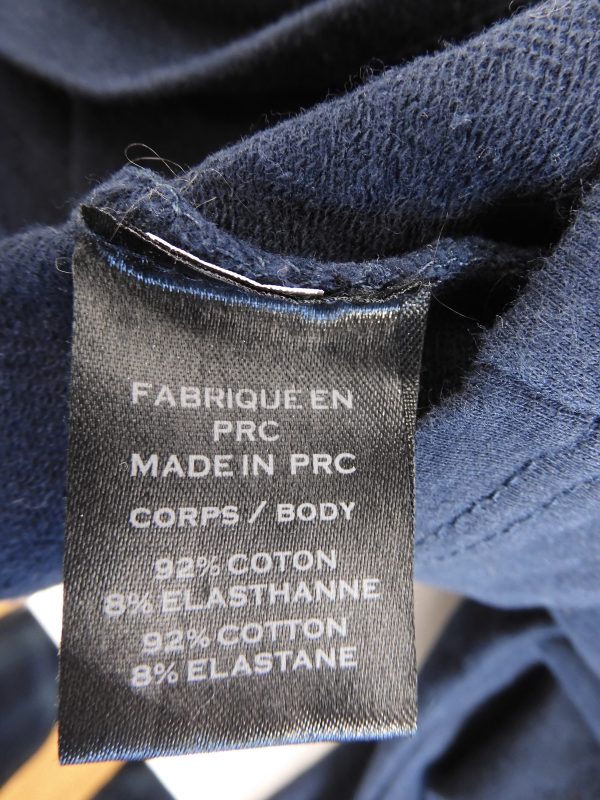 FABRIQUE EN
PRC
MADE IN PRC
CORPS / BODY
92% COTON
8% ELASTHANNE
92% COTTON
8% ELASTANE